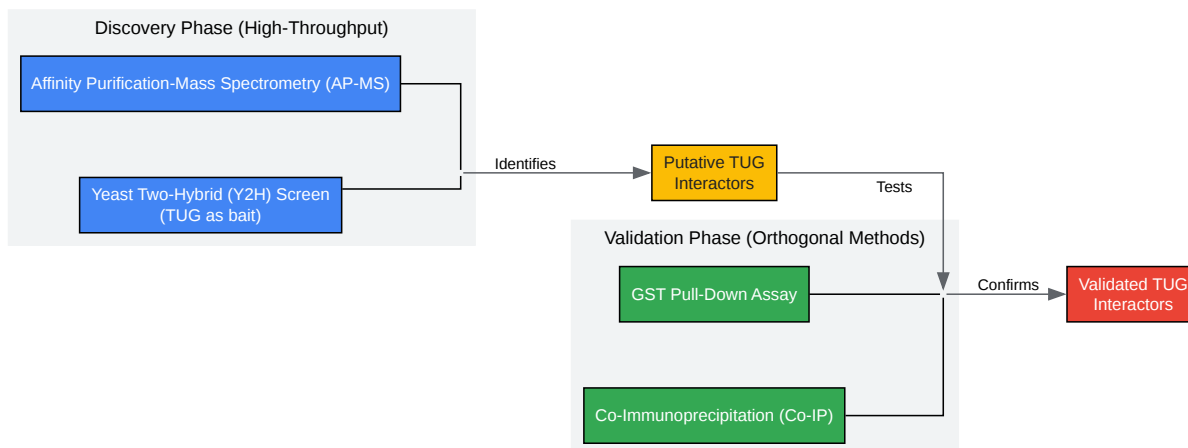 Discovery Phase (High-Throughput)
Affinity Purification-Mass Spectrometry (AP-MS)
Yeast Two-Hybrid (Y2H) Screen
(TUG as bait)
Identifies
Putative TUG
Interactors
Tests
Validation Phase (Orthogonal Methods)
GST Pull-Down Assay
Co-Immunoprecipitation (Co-IP)
Confirms
Validated TUG
Interactors